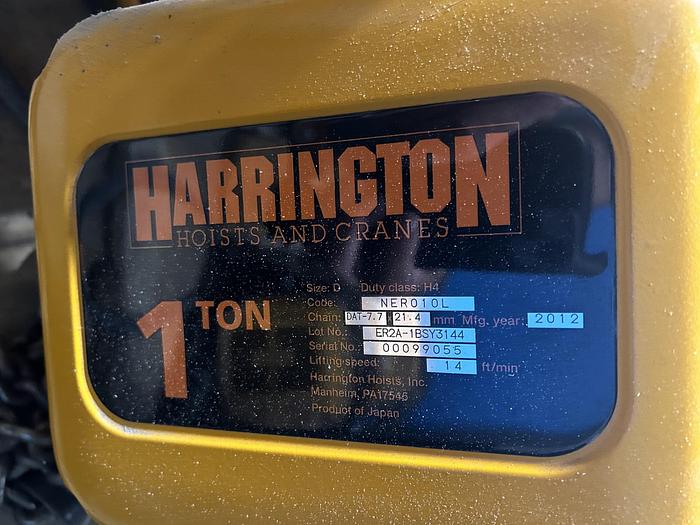 HARRINGTON
HOISTS AND CRANES
1 TON
Size: D Duty class: H4
Code: NER010L
Chain: DAT-7.7 x 21.4 mm Mfg. year: 2012
Lot No.: ER2A-1BSY3144
Serial No.: 00099055
Lifting speed: 14 ft/min
Harrington Hoists, Inc.
Manheim, PA17545
Product of Japan